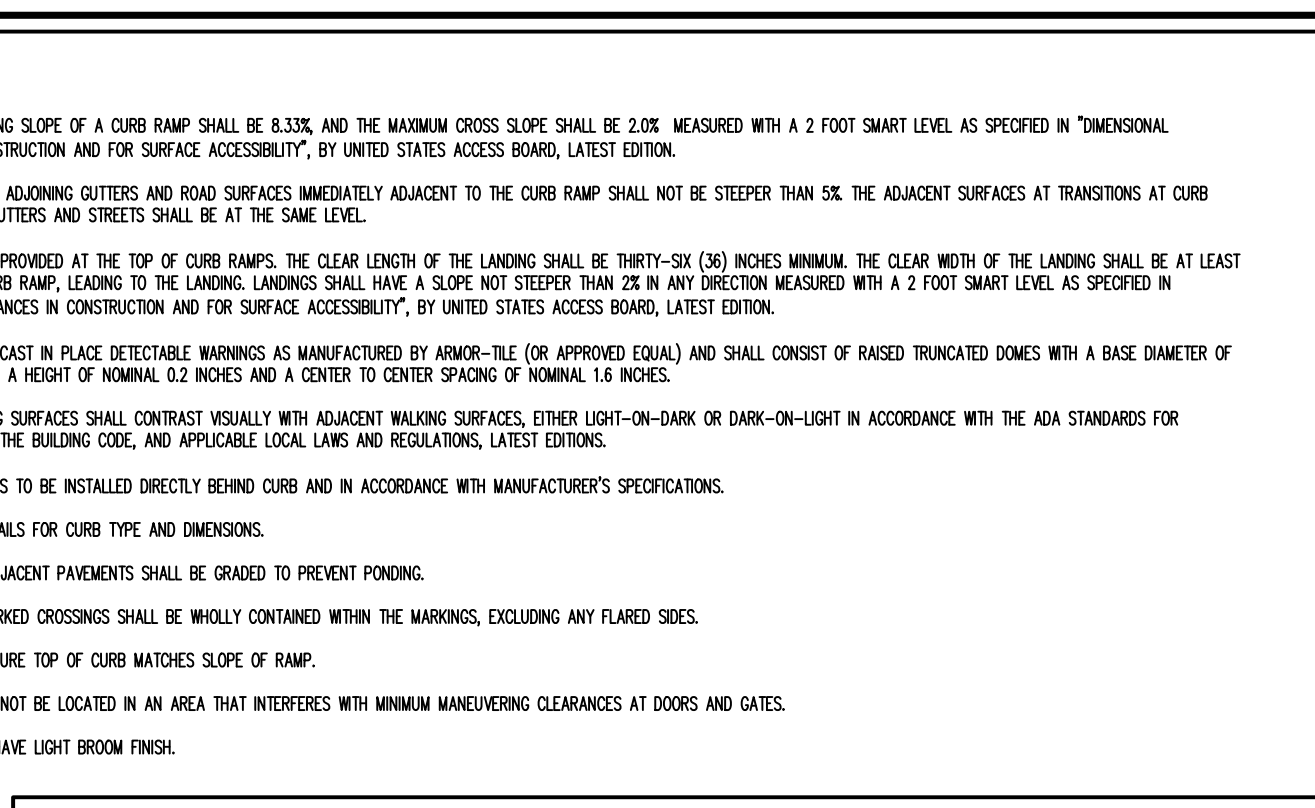 NG SLOPE OF A CURB RAMP SHALL BE 8.33%, AND THE MAXIMUM CROSS SLOPE SHALL BE 2.0% MEASURED WITH A 2 FOOT SMART LEVEL AS SPECIFIED IN "DIMENSIONAL
STRUCTION AND FOR SURFACE ACCESSIBILITY", BY UNITED STATES ACCESS BOARD, LATEST EDITION.
ADJOINING GUTTERS AND ROAD SURFACES IMMEDIATELY ADJACENT TO THE CURB RAMP SHALL NOT BE STEEPER THAN 5%. THE ADJACENT SURFACES AT TRANSITIONS AT CURB
UTTERS AND STREETS SHALL BE AT THE SAME LEVEL.
PROVIDED AT THE TOP OF CURB RAMPS. THE CLEAR LENGTH OF THE LANDING SHALL BE THIRTY-SIX (36) INCHES MINIMUM. THE CLEAR WIDTH OF THE LANDING SHALL BE AT LEAST
RB RAMP, LEADING TO THE LANDING. LANDINGS SHALL HAVE A SLOPE NOT STEEPER THAN 2% IN ANY DIRECTION MEASURED WITH A 2 FOOT SMART LEVEL AS SPECIFIED IN
ANCES IN CONSTRUCTION AND FOR SURFACE ACCESSIBILITY", BY UNITED STATES ACCESS BOARD, LATEST EDITION.
CAST IN PLACE DETECTABLE WARNINGS AS MANUFACTURED BY ARMOR-TILE (OR APPROVED EQUAL) AND SHALL CONSIST OF RAISED TRUNCATED DOMES WITH A BASE DIAMETER OF
A HEIGHT OF NOMINAL 0.2 INCHES AND A CENTER TO CENTER SPACING OF NOMINAL 1.6 INCHES.
G SURFACES SHALL CONTRAST VISUALLY WITH ADJACENT WALKING SURFACES, EITHER LIGHT-ON-DARK OR DARK-ON-LIGHT IN ACCORDANCE WITH THE ADA STANDARDS FOR
THE BUILDING CODE, AND APPLICABLE LOCAL LAWS AND REGULATIONS, LATEST EDITIONS.
S TO BE INSTALLED DIRECTLY BEHIND CURB AND IN ACCORDANCE WITH MANUFACTURER'S SPECIFICATIONS.
AILS FOR CURB TYPE AND DIMENSIONS.
JACENT PAVEMENTS SHALL BE GRADED TO PREVENT PONDING.
RKED CROSSINGS SHALL BE WHOLLY CONTAINED WITHIN THE MARKINGS, EXCLUDING ANY FLARED SIDES.
URE TOP OF CURB MATCHES SLOPE OF RAMP.
NOT BE LOCATED IN AN AREA THAT INTERFERES WITH MINIMUM MANEUVERING CLEARANCES AT DOORS AND GATES.
HAVE LIGHT BROOM FINISH.